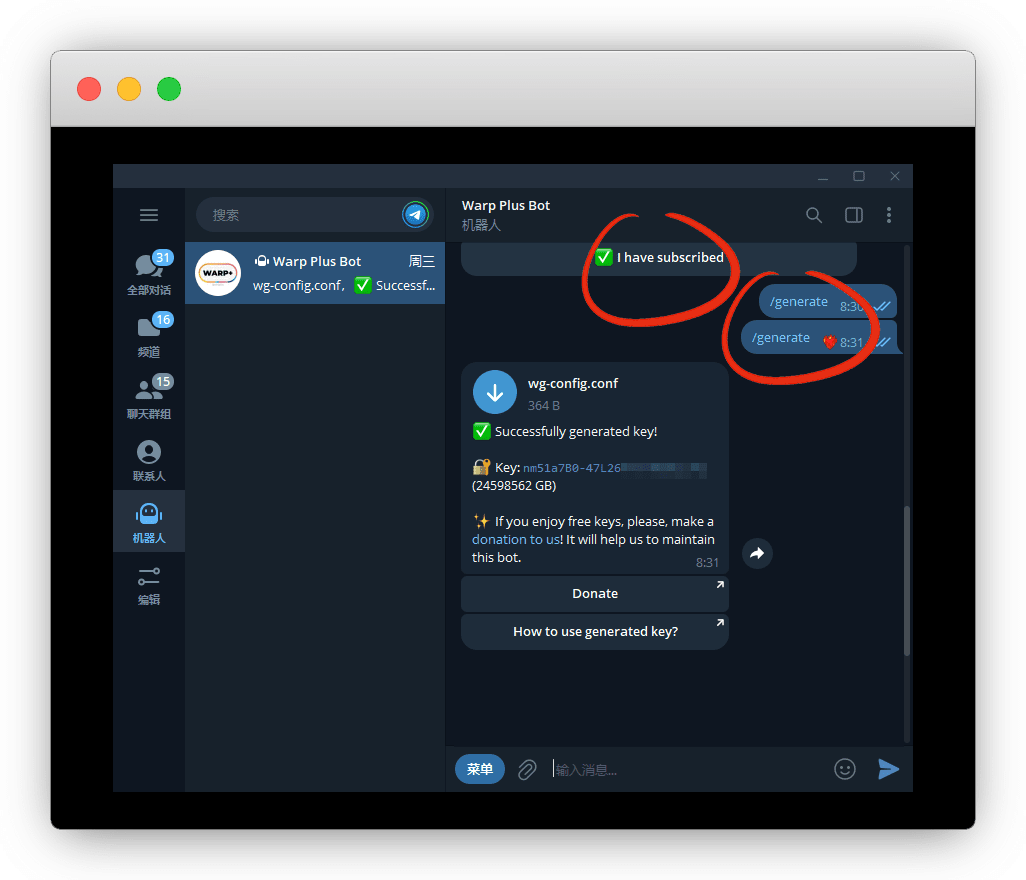 搜索
31
全部对话
16
频道
15
聊天群组
联系人
机器人
编辑
WARP+
Warp Plus Bot 周三
wg-config.conf, ✅ Successf...
Warp Plus Bot
机器人
✅ I have subscribed
/generate 8:30
/generate 8:31
wg-config.conf
364 B
✅ Successfully generated key!
🔐 Key: nm51a7B0-47L26
(24598562 GB)
✨ If you enjoy free keys, please, make a
donation to us! It will help us to maintain
this bot.
8:31
Donate
How to use generated key?
菜单
输入消息...